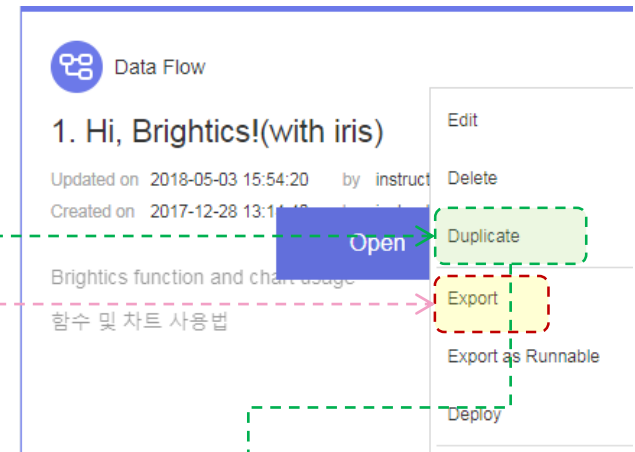 Data Flow
1. Hi, Brightics!(with iris)
Updated on 2018-05-03 15:54:20 by instruct
Created on 2017-12-28
Open
Brightics function and chart usage
함수 및 차트 사용법
Edit
Delete
Duplicate
Export
Export as Runnable
Deploy